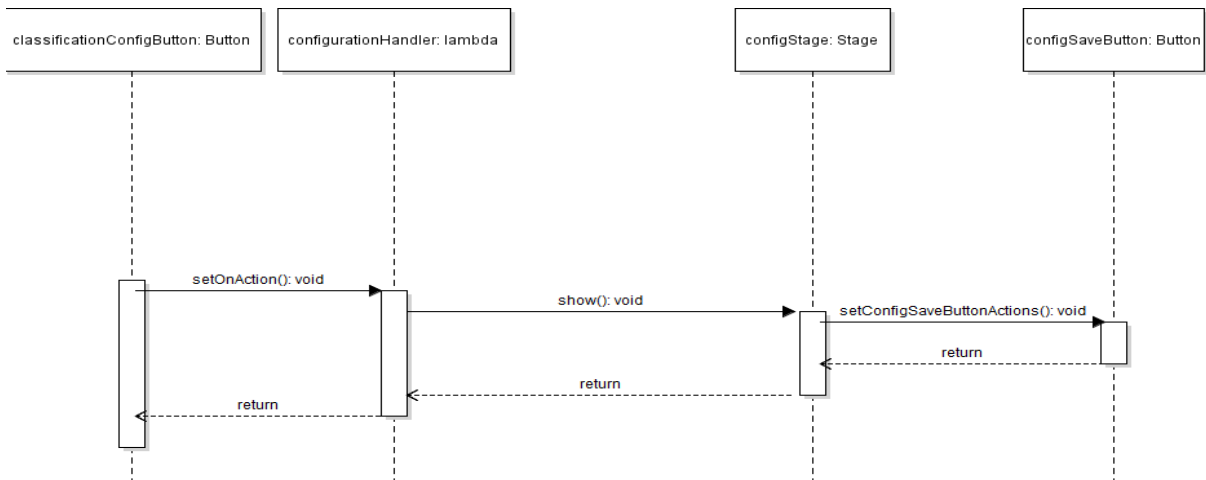 classificationConfigButton: Button
configurationHandler: lambda
configStage: Stage
configSaveButton: Button
setOnAction(): void
show(): void
setConfigSaveButtonActions(): void
return
return
return